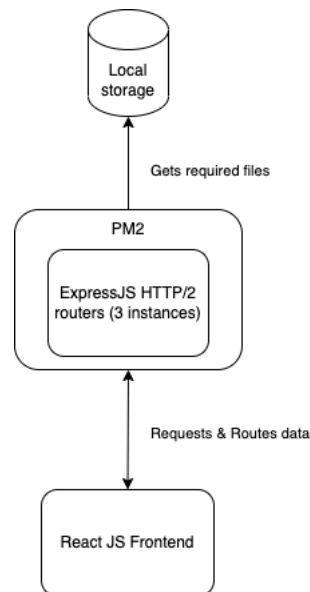 Local
storage
Gets required files
PM2
ExpressJS HTTP/2
routers (3 instances)
Requests & Routes data
React JS Frontend